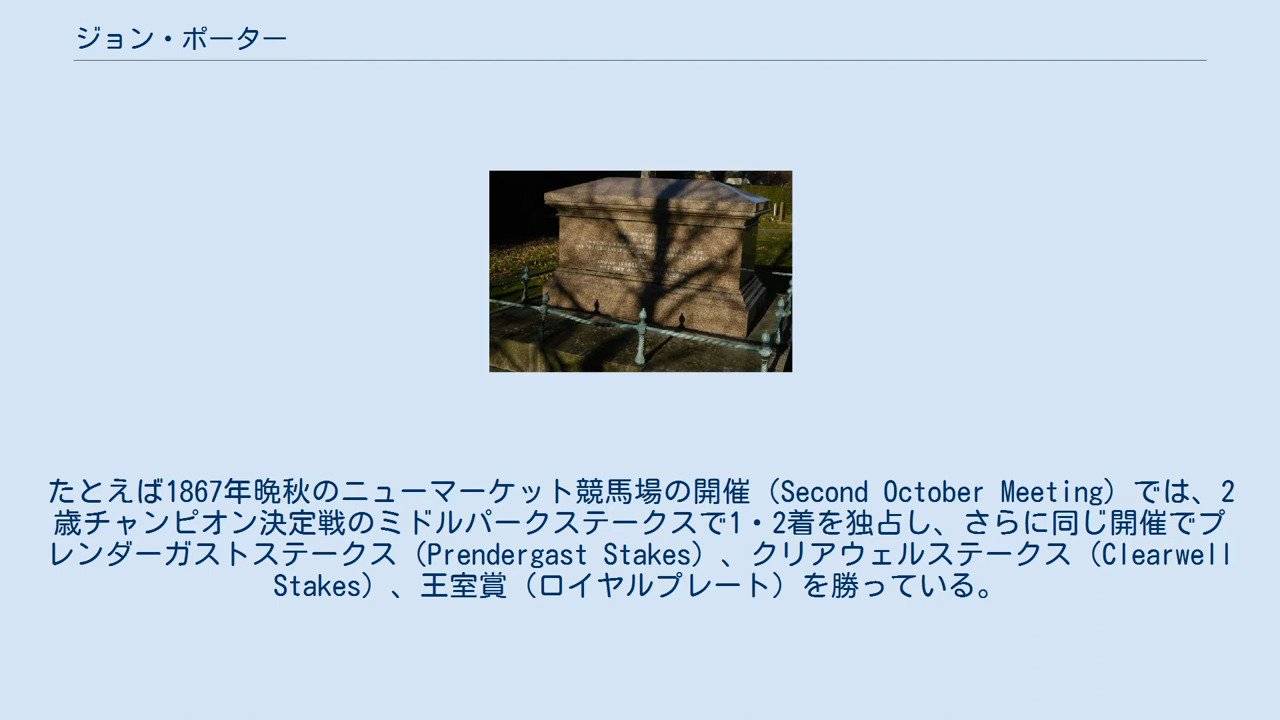 ジョン・ポーター
たとえば1867年晩秋のニューマーケット競馬場の開催（Second October Meeting）では、2
歳チャンピオン決定戦のミドルパークステークスで1・2着を独占し、さらに同じ開催でプ
レンダーガストステークス（Prendergast Stakes）、クリアウェルステークス（Clearwell
Stakes）、王室賞（ロイヤルプレート）を勝っている。